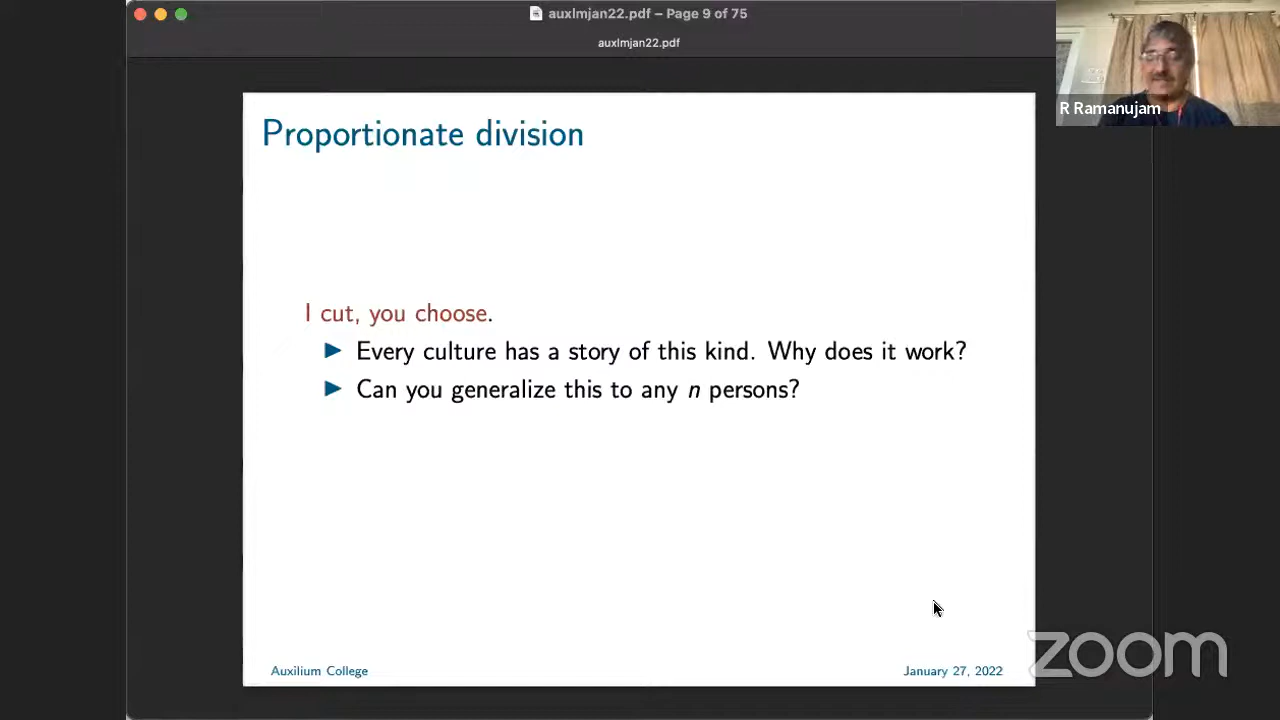 auxlmjan22.pdf – Page 9 of 75
auxlmjan22.pdf
R Ramanujam
Proportionate division
I cut, you choose.
Every culture has a story of this kind. Why does it work?
Can you generalize this to any n persons?
Auxilium College
January 27, 2022
zoom